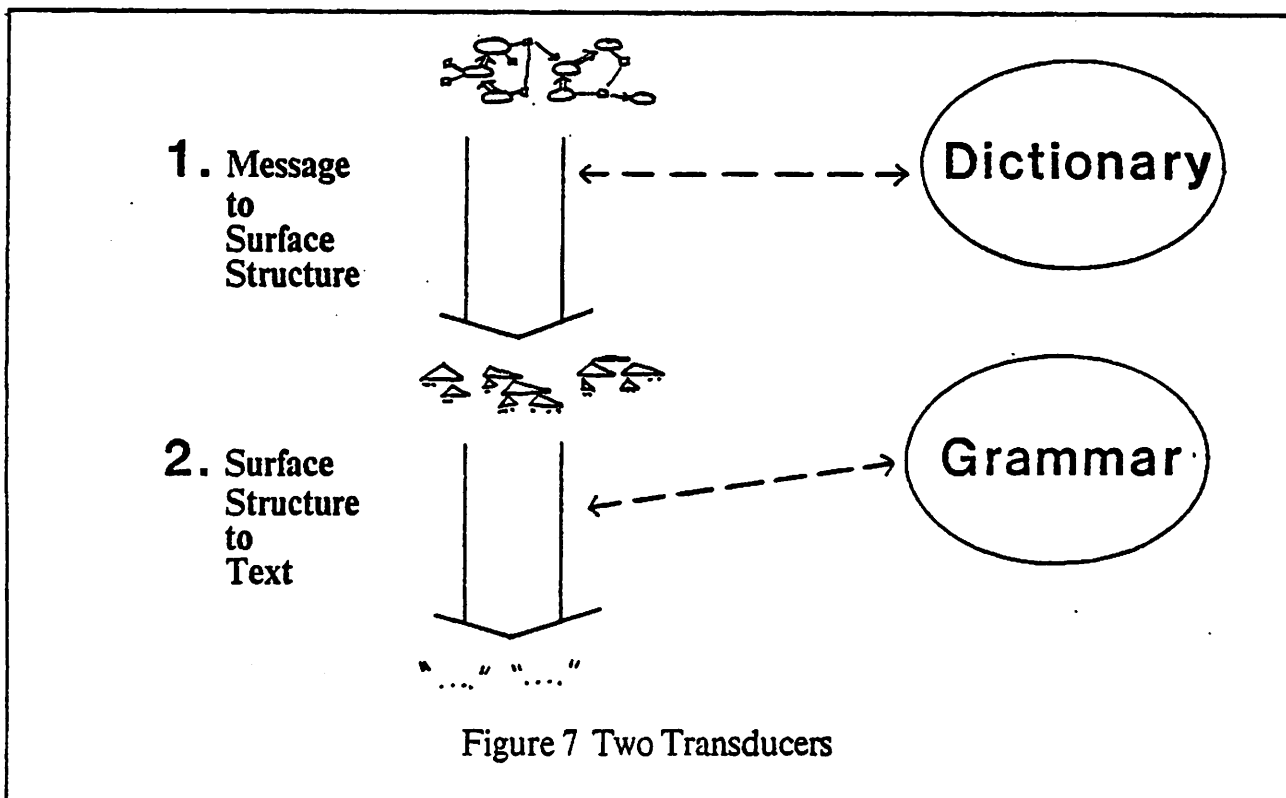 1. Message
to
Surface
Structure
Dictionary
2. Surface
Structure
to
Text
Grammar
"...." "...."
Figure 7 Two Transducers